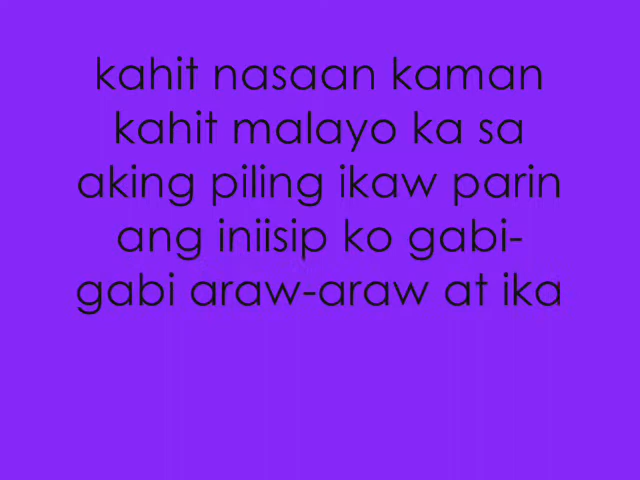 kahit nasaan kaman
kahit malayo ka sa
aking piling ikaw parin
ang iniisip ko gabi-
gabi araw-araw at ika